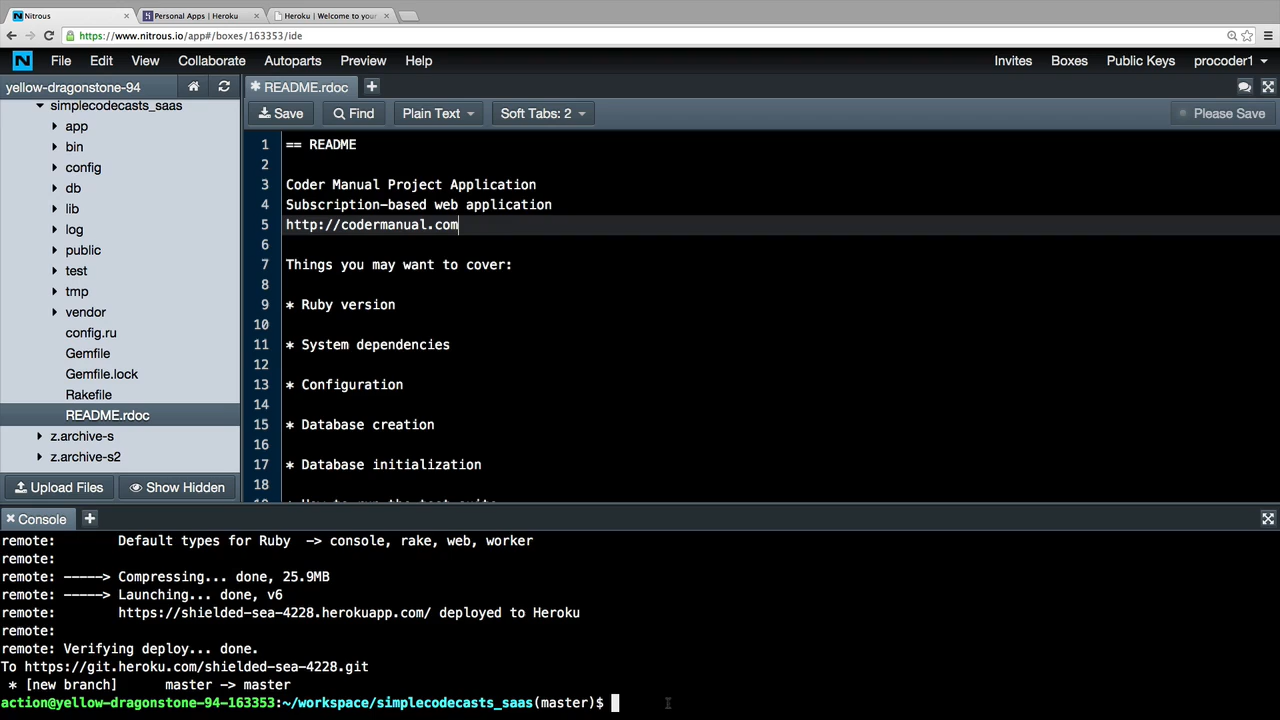 Nitrous
Personal Apps | Heroku
Heroku | Welcome to your
https://www.nitrous.io/app#/boxes/163353/ide
N File Edit View Collaborate Autoparts Preview Help Invites Boxes Public Keys procoder1
yellow-dragonstone-94
* README.rdoc
Save Find Plain Text Soft Tabs: 2 Please Save
simplecodecasts_saas
app
bin
config
db
lib
log
public
test
tmp
vendor
config.ru
Gemfile
Gemfile.lock
Rakefile
README.rdoc
z.archive-s
z.archive-s2
Upload Files Show Hidden
1 == README
2
3 Coder Manual Project Application
4 Subscription-based web application
5 http://codermanual.com
6
7 Things you may want to cover:
8
9 * Ruby version
10
11 * System dependencies
12
13 * Configuration
14
15 * Database creation
16
17 * Database initialization
18
19 * How to run the test suite
Console
remote: Default types for Ruby -> console, rake, web, worker
remote:
remote: -----> Compressing... done, 25.9MB
remote: -----> Launching... done, v6
remote: https://shielded-sea-4228.herokuapp.com/ deployed to Heroku
remote:
remote: Verifying deploy... done.
To https://git.heroku.com/shielded-sea-4228.git
* [new branch] master -> master
action@yellow-dragonstone-94-163353:~/workspace/simplecodecasts_saas(master)$